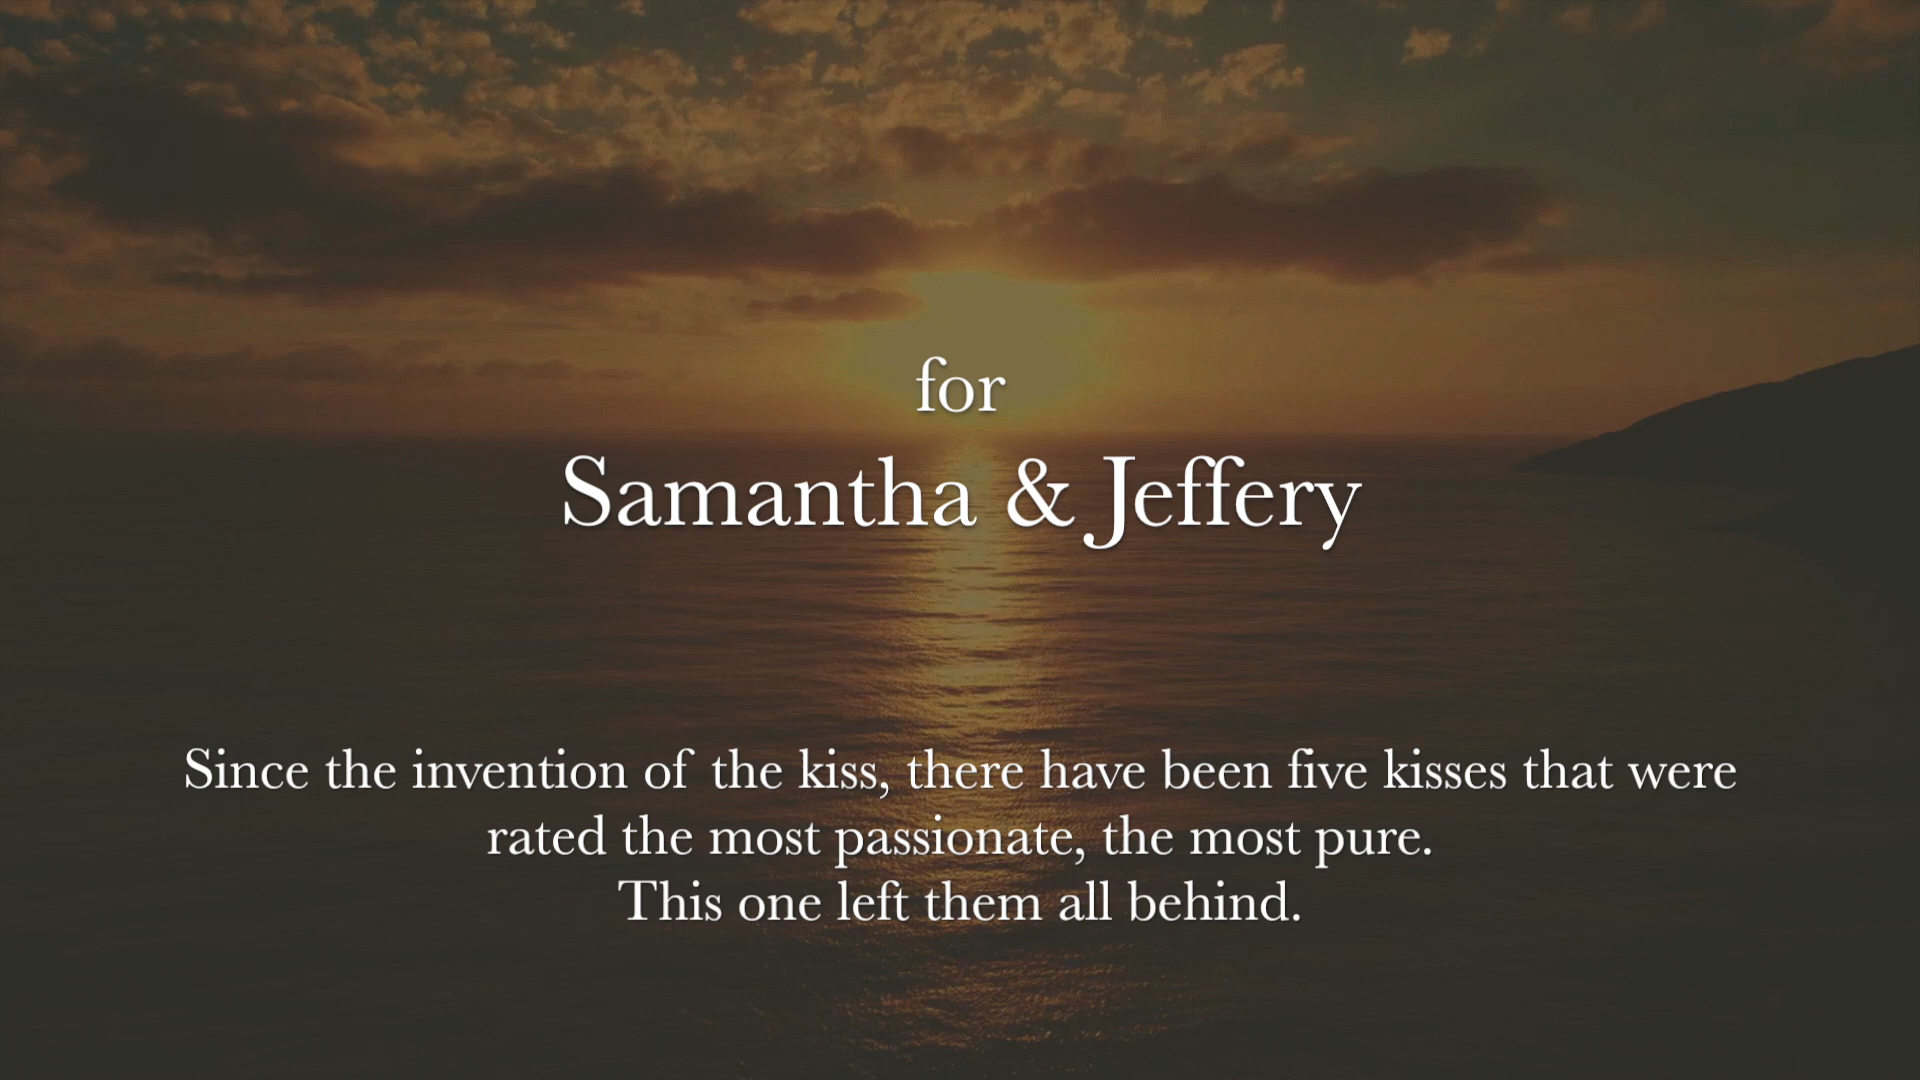 for
Samantha & Jeffery
Since the invention of the kiss, there have been five kisses that were
rated the most passionate, the most pure.
This one left them all behind.